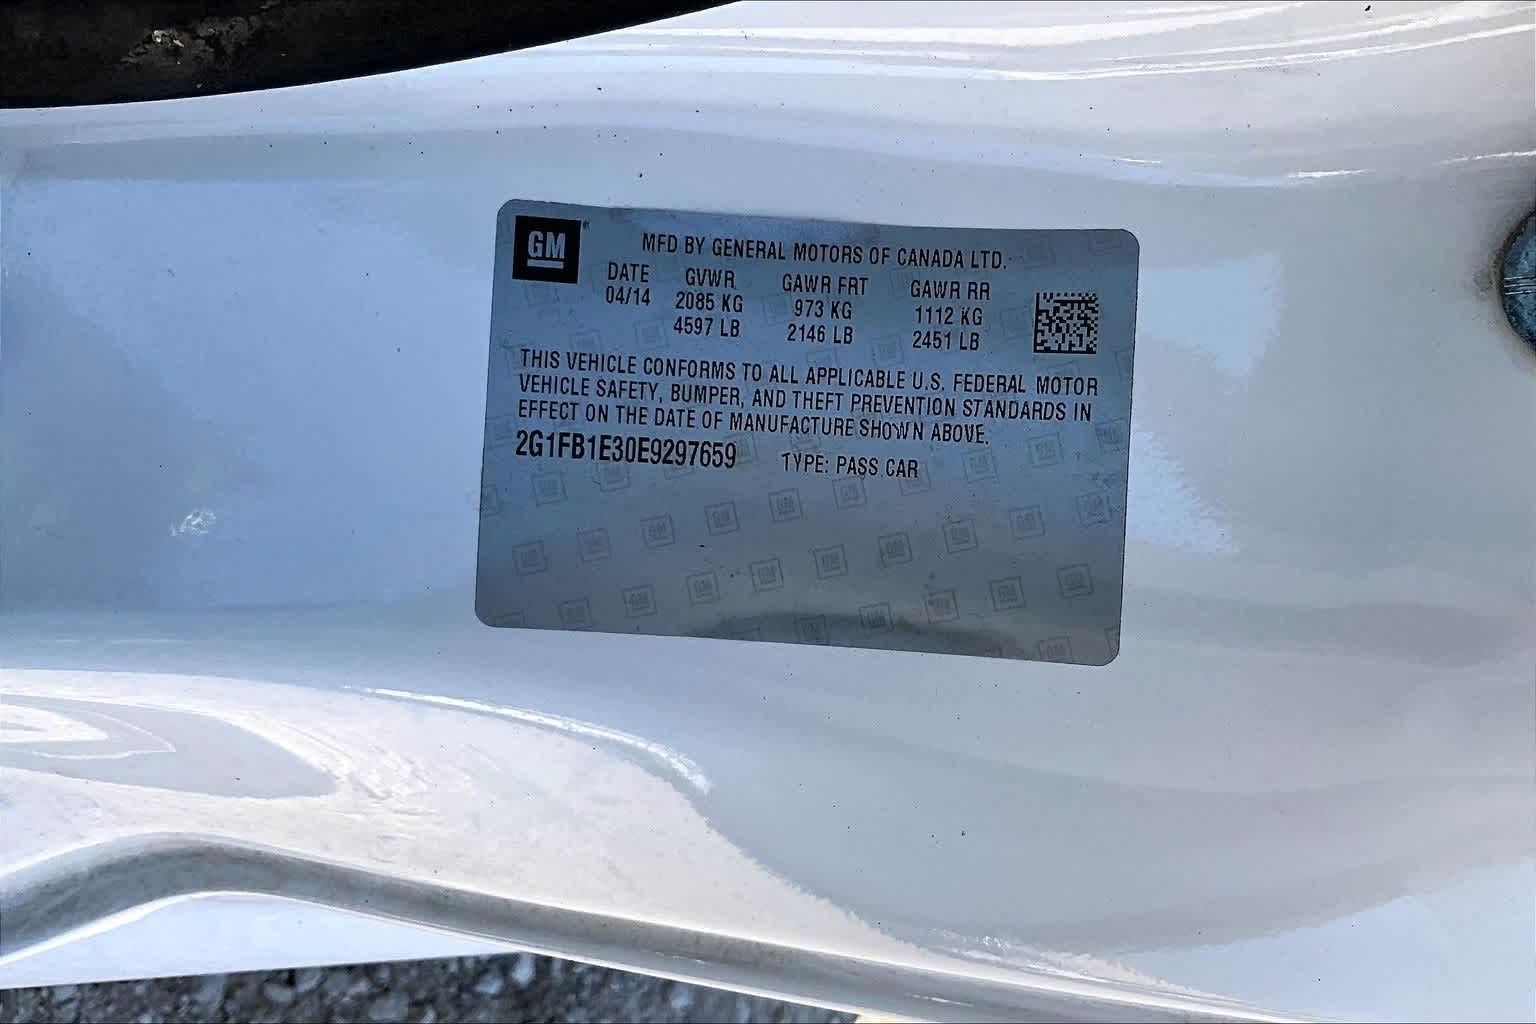 GM
MFD BY GENERAL MOTORS OF CANADA LTD.
DATE GVWR GAWR FRT GAWR RR
04/14 2085 KG 973 KG 1112 KG
4597 LB 2146 LB 2451 LB
THIS VEHICLE CONFORMS TO ALL APPLICABLE U.S. FEDERAL MOTOR
VEHICLE SAFETY, BUMPER, AND THEFT PREVENTION STANDARDS IN
EFFECT ON THE DATE OF MANUFACTURE SHOWN ABOVE.
2G1FB1E30E9297659 TYPE: PASS CAR